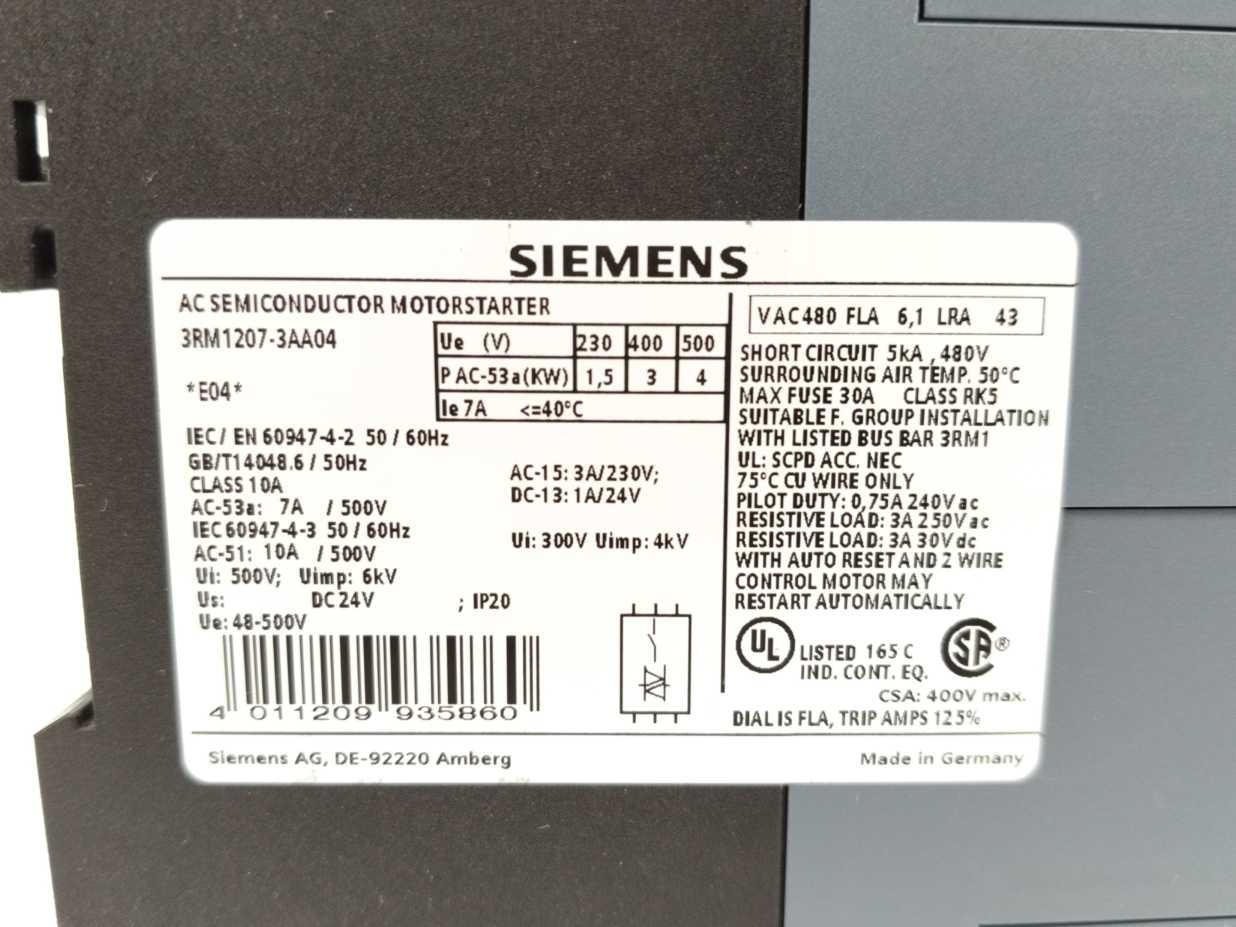 SIEMENS
AC SEMICONDUCTOR MOTORSTARTER
3RM1207-3AA04
*E04*
Ue (V) 230 400 500
P AC-53a(KW) 1,5 3 4
Ie 7A <=40°C
IEC/ EN 60947-4-2 50 / 60Hz
GB/T14048.6 / 50Hz
CLASS 10A
AC-53a: 7A / 500V
IEC 60947-4-3 50 / 60Hz
AC-51: 10A / 500V
Ui: 500V; Uimp: 6kV
Us: DC 24V ; IP20
Ue: 48-500V
AC-15: 3A/230V;
DC-13: 1A/24V
Ui: 300V Uimp: 4kV
4 011209 935860
VAC480 FLA 6,1 LRA 43
SHORT CIRCUIT 5kA , 480V
SURROUNDING AIR TEMP. 50°C
MAX FUSE 30A CLASS RK5
SUITABLE F. GROUP INSTALLATION
WITH LISTED BUS BAR 3RM1
UL: SCPD ACC. NEC
75°C CU WIRE ONLY
PILOT DUTY: 0,75A 240V ac
RESISTIVE LOAD: 3A 250V ac
RESISTIVE LOAD: 3A 30V dc
WITH AUTO RESET AND 2 WIRE
CONTROL MOTOR MAY
RESTART AUTOMATICALLY
UL LISTED 165 C
IND. CONT. EQ.
SA ®
CSA: 400V max.
DIAL IS FLA, TRIP AMPS 125%
Siemens AG, DE-92220 Amberg
Made in Germany